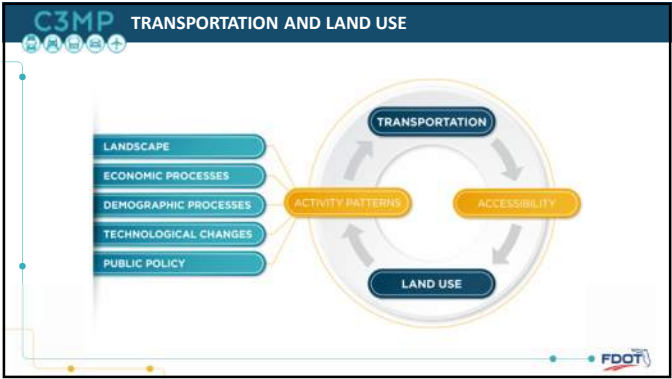 C3MP
TRANSPORTATION AND LAND USE
LANDSCAPE
ECONOMIC PROCESSES
DEMOGRAPHIC PROCESSES
TECHNOLOGICAL CHANGES
PUBLIC POLICY
TRANSPORTATION
ACTIVITY PATTERNS
ACCESSIBILITY
LAND USE
FDOT